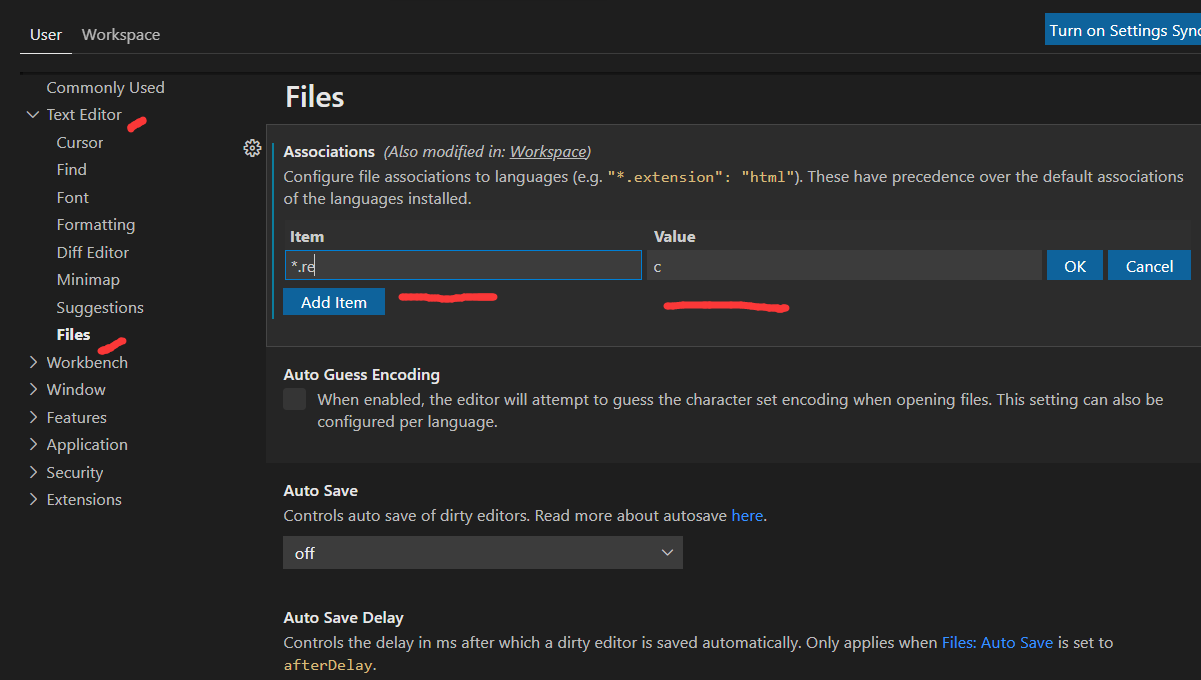 User Workspace
Turn on Settings Sync
Commonly Used
Text Editor
Cursor
Find
Font
Formatting
Diff Editor
Minimap
Suggestions
Files
Workbench
Window
Features
Application
Security
Extensions
Files
Associations (Also modified in: Workspace)
Configure file associations to languages (e.g. "*.extension": "html"). These have precedence over the default associations
of the languages installed.
Item Value
*.re c OK Cancel
Add Item
Auto Guess Encoding
When enabled, the editor will attempt to guess the character set encoding when opening files. This setting can also be
configured per language.
Auto Save
Controls auto save of dirty editors. Read more about autosave here.
off
Auto Save Delay
Controls the delay in ms after which a dirty editor is saved automatically. Only applies when Files: Auto Save is set to
afterDelay.